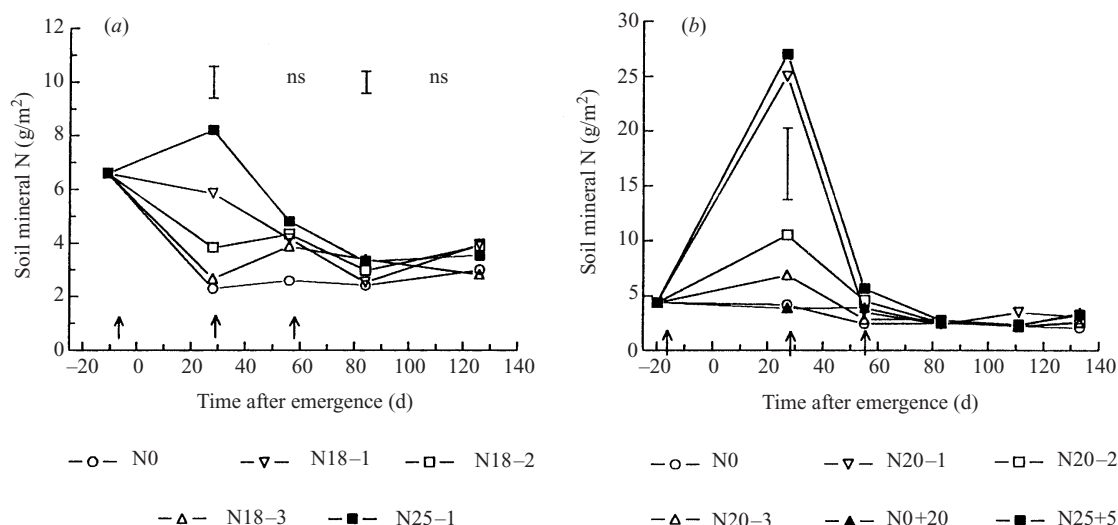 (a)
Soil mineral N (g/m²)
12
10
8
6
4
2
0
ns
ns
–20 0 20 40 60 80 100 120 140
Time after emergence (d)
N0
N18–1
N18–2
N18–3
N25–1
(b)
Soil mineral N (g/m²)
30
25
20
15
10
5
0
–20 0 20 40 60 80 100 120 140
Time after emergence (d)
N0
N20–1
N20–2
N20–3
N0+20
N25+5